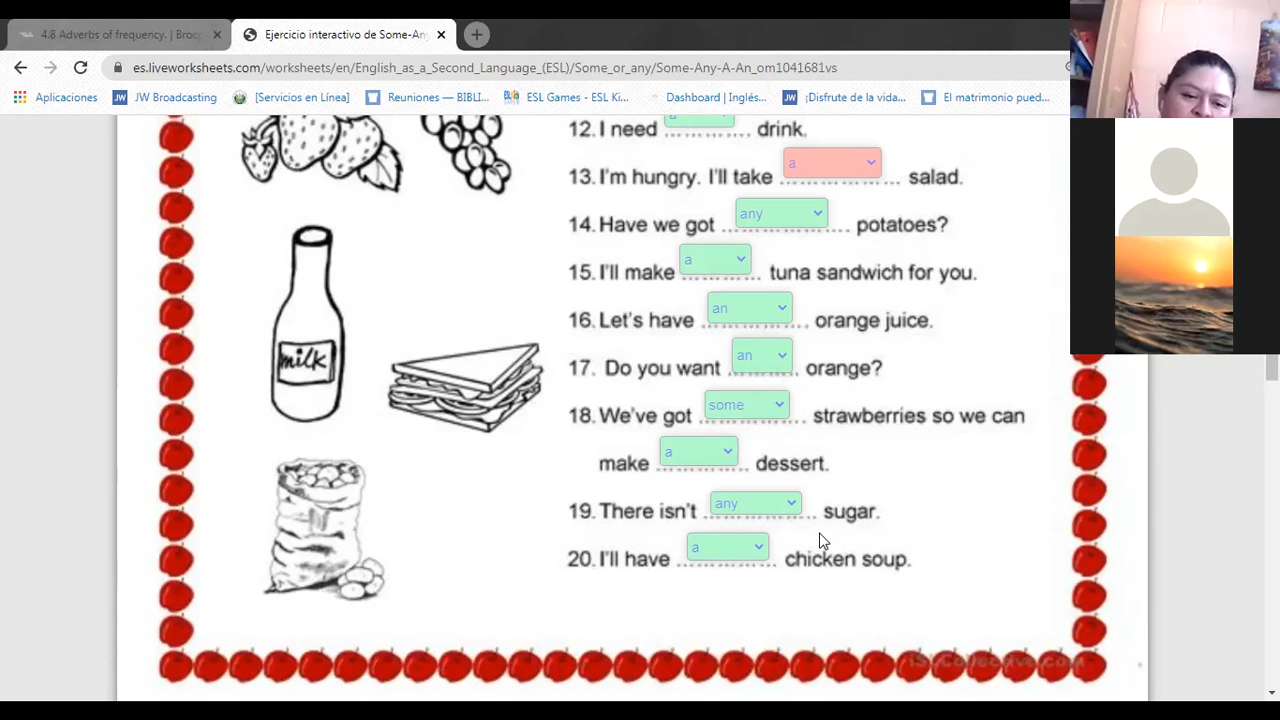 4.8 Adverbs of frequency. | Broo
Ejercicio interactivo de Some-An
es.liveworksheets.com/worksheets/en/English_as_a_Second_Language_(ESL)/Some_or_any/Some-Any-A-An_om1041681vs
Aplicaciones JW JW Broadcasting [Servicios en Línea] Reuniones — BIBLI... ESL Games - ESL Ki... Dashboard | Inglés,... JW ¡Disfrute de la vida... El matrimonio pued...
12. I need a drink.
13. I'm hungry. I'll take a salad.
14. Have we got any potatoes?
15. I'll make a tuna sandwich for you.
16. Let's have an orange juice.
milk
17. Do you want an orange?
18. We've got some strawberries so we can
make a dessert.
19. There isn't any sugar.
20. I'll have a chicken soup.
iSLCollective.com